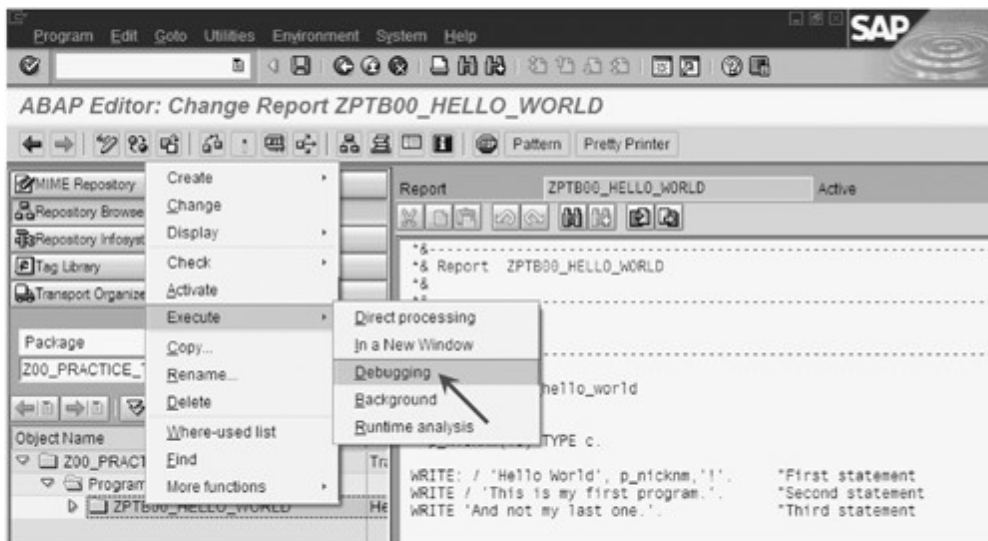 Program Edit Goto Utilities Environment System Help
SAP
ABAP Editor: Change Report ZPTB00_HELLO_WORLD
Pattern Pretty Printer
MIME Repository
Repository Browse
Repository Infosyst
Tag Library
Transport Organize
Package
Z00_PRACTICE_
Object Name
Z00_PRACT
Program
ZPTB00_HELLO_WORLD
Create
Change
Display
Check
Activate
Execute
Copy...
Rename...
Delete
Where-used list
Find
More functions
Direct processing
In a New Window
Debugging
Background
Runtime analysis
Report ZPTB00_HELLO_WORLD Active
*&---------------------------------------------------------------------
*& Report ZPTB00_HELLO_WORLD
*&
*&---------------------------------------------------------------------
hello_world
TYPE c.
WRITE: / 'Hello World', p_nicknm,'!'. "First statement
WRITE / 'This is my first program.'. "Second statement
WRITE 'And not my last one.'. "Third statement